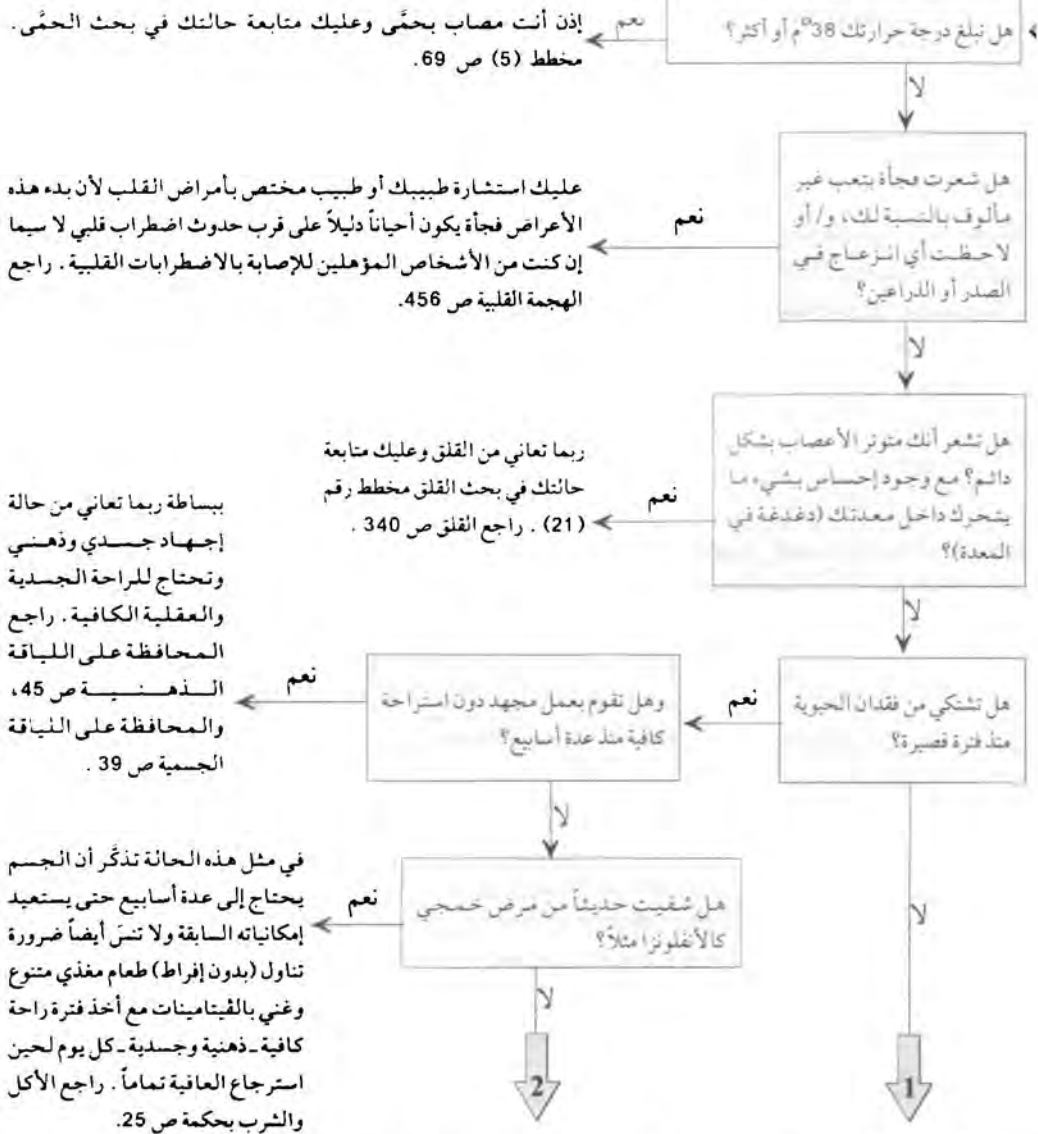 هل تبلغ درجة حرارتك 38°م أو أكثر؟
نعم
إذن أنت مصاب بحمَّى وعليك متابعة حالتك في بحث الحمَّى.
مخطط (5) ص 69.
لا
هل شعرت فجأة بتعب غير
مألوف بالنسبة لك، و/ أو
لاحظت أي انزعاج في
الصدر أو الذراعين؟
نعم
عليك استشارة طبيبك أو طبيب مختص بأمراض القلب لأن بدء هذه
الأعراض فجأة يكون أحياناً دليلاً على قرب حدوث اضطراب قلبي لا سيما
إن كنت من الأشخاص المؤهلين للإصابة بالاضطرابات القلبية. راجع
الهجمة القلبية ص 456.
لا
هل تشعر أنك متوتر الأعصاب بشكل
دائم؟ مع وجود إحساس بشيء ما
يتحرك داخل معدتك (دغدغة في
المعدة)؟
نعم
ربما تعاني من القلق وعليك متابعة
حالتك في بحث القلق مخطط رقم
(21). راجع القلق ص 340.
لا
هل تشتكي من فقدان الحيوية
منذ فترة قصيرة؟
نعم
وهل تقوم بعمل مجهد دون استراحة
كافية منذ عدة أسابيع؟
نعم
ببساطة ربما تعاني من حالة
إجهاد جسدي وذهني
وتحتاج للراحة الجسدية
والعقلية الكافية. راجع
المحافظة على اللياقة
الذهنية ص 45،
والمحافظة على اللياقة
الجسمية ص 39.
لا
هل شفيت حديثاً من مرض خمجي
كالأنفلونزا مثلاً؟
نعم
في مثل هذه الحالة تذكَّر أن الجسم
يحتاج إلى عدة أسابيع حتى يستعيد
إمكانياته السابقة ولا تنسَ أيضاً ضرورة
تناول (بدون إفراط) طعام مغذي متنوع
وغني بالڤيتامينات مع أخذ فترة راحة
كافية ـ ذهنية وجسدية ـ كل يوم لحين
استرجاع العافية تماماً. راجع الأكل
والشرب بحكمة ص 25.
لا
لا
1
2